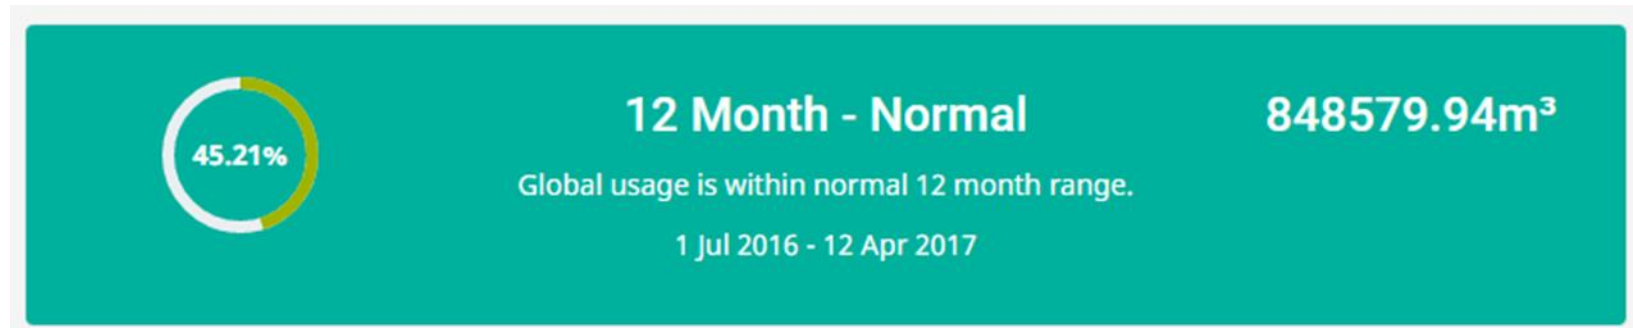 45.21%
12 Month - Normal
848579.94m³
Global usage is within normal 12 month range.
1 Jul 2016 - 12 Apr 2017